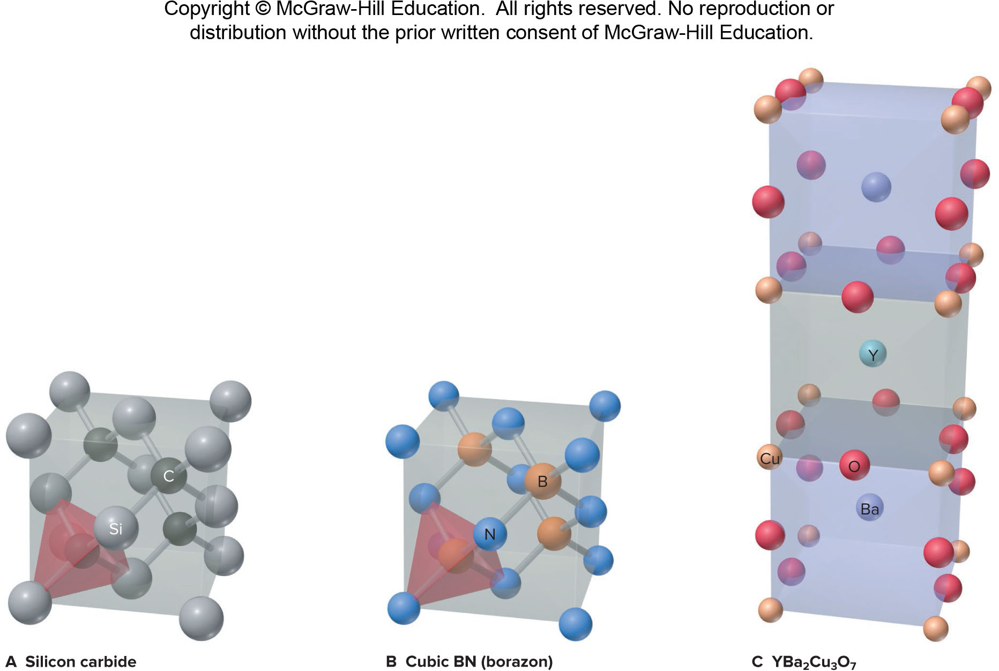 Copyright © McGraw-Hill Education.  All rights reserved. No reproduction or
distribution without the prior written consent of McGraw-Hill Education.
Y
Cu
O
C
B
Ba
Si
N
A  Silicon carbide
B  Cubic BN (borazon)
C  YBa₂Cu₃O₇